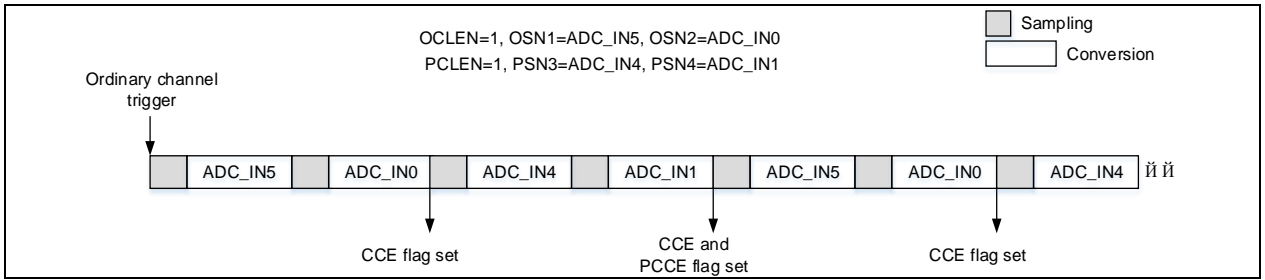 OCLEN=1, OSN1=ADC_IN5, OSN2=ADC_IN0
PCLEN=1, PSN3=ADC_IN4, PSN4=ADC_IN1
Sampling
Conversion
Ordinary channel
trigger
ADC_IN5 ADC_IN0 ADC_IN4 ADC_IN1 ADC_IN5 ADC_IN0 ADC_IN4 Й Й
CCE flag set
CCE and
PCCE flag set
CCE flag set